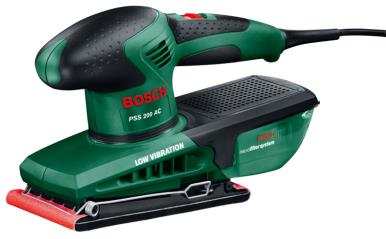 BOSCH
PSS 200 AC
LOW VIBRATION
BOSCH
microfiltersystem